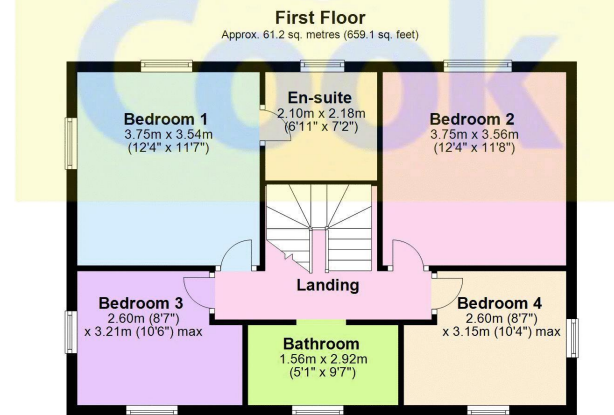 Cook
First Floor
Approx. 61.2 sq. metres (659.1 sq. feet)
Bedroom 1
3.75m x 3.54m
(12'4" x 11'7")
En-suite
2.10m x 2.18m
(6'11" x 7'2")
Bedroom 2
3.75m x 3.56m
(12'4" x 11'8")
Landing
Bedroom 3
2.60m (8'7")
x 3.21m (10'6") max
Bathroom
1.56m x 2.92m
(5'1" x 9'7")
Bedroom 4
2.60m (8'7")
x 3.15m (10'4") max